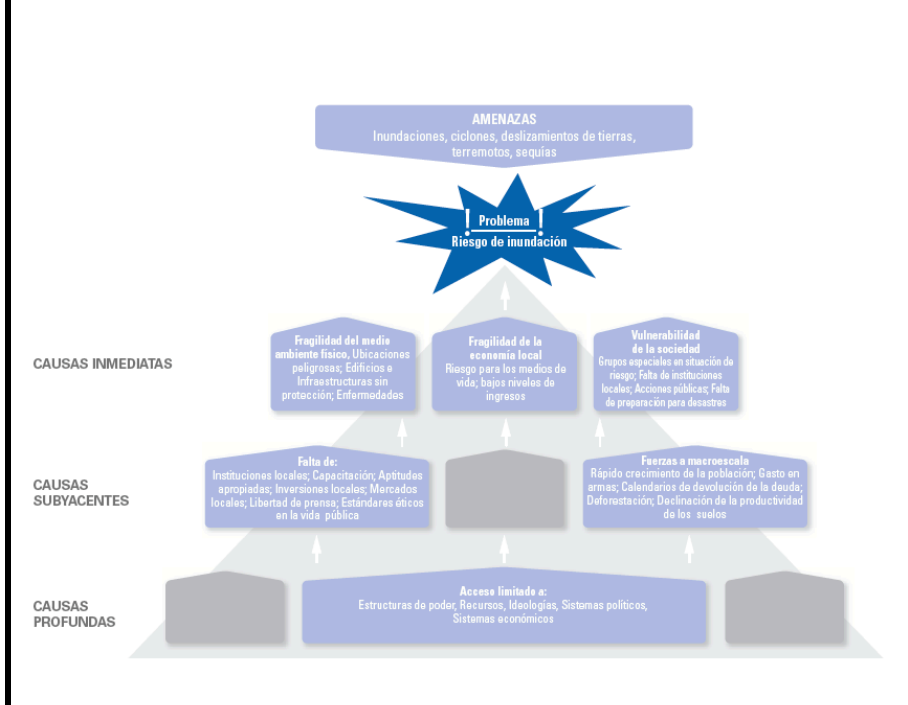 AMENAZAS
Inundaciones, ciclones, deslizamientos de tierras,
terremotos, sequías
! Problema !
Riesgo de inundación
CAUSAS INMEDIATAS
Fragilidad del medio
ambiente físico, Ubicaciones
peligrosas; Edificios e
Infraestructuras sin
protección; Enfermedades
Fragilidad de la
economía local
Riesgo para los medios de
vida; bajos niveles de
ingresos
Vulnerabilidad
de la sociedad
Grupos especiales en situación de
riesgo; Falta de instituciones
locales; Acciones públicas; Falta
de preparación para desastres
CAUSAS
SUBYACENTES
Falta de:
Instituciones locales; Capacitación; Aptitudes
apropiadas; Inversiones locales; Mercados
locales; Libertad de prensa; Estándares óticos
en la vida pública
Fuerzas a macroescala
Rápido crecimiento de la población; Gasto en
armas; Calendarios de devolución de la deuda;
Deforestación; Declinación de la productividad
de los suelos
CAUSAS
PROFUNDAS
Acceso limitado a:
Estructuras de poder, Recursos, Ideologías, Sistemas políticos,
Sistemas económicos